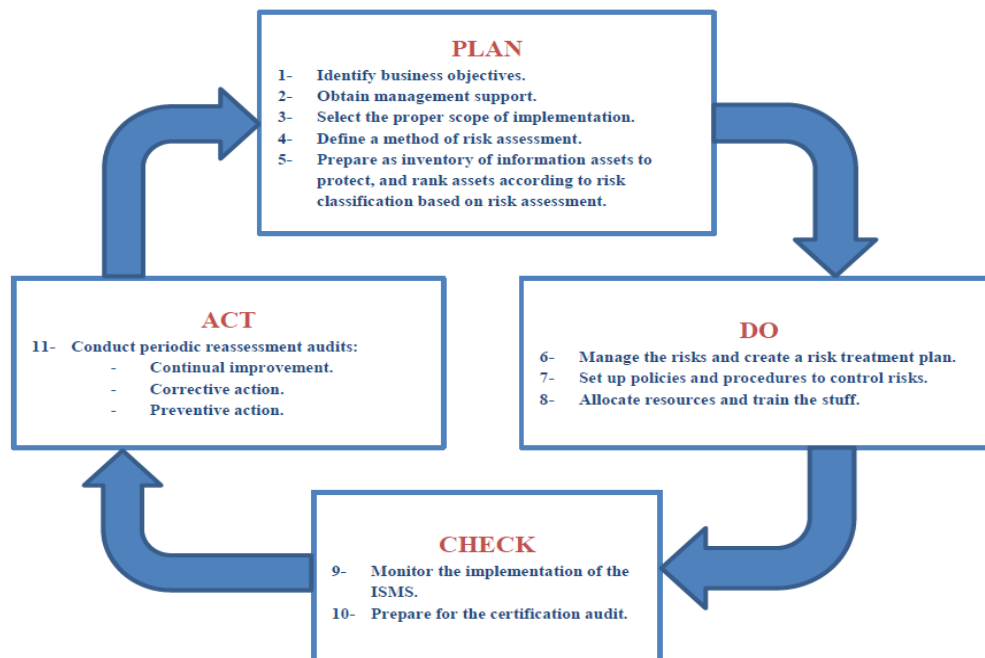 PLAN
1- Identify business objectives.
2- Obtain management support.
3- Select the proper scope of implementation.
4- Define a method of risk assessment.
5- Prepare as inventory of information assets to
protect, and rank assets according to risk
classification based on risk assessment.
DO
6- Manage the risks and create a risk treatment plan.
7- Set up policies and procedures to control risks.
8- Allocate resources and train the stuff.
CHECK
9- Monitor the implementation of the
ISMS.
10- Prepare for the certification audit.
ACT
11- Conduct periodic reassessment audits:
- Continual improvement.
- Corrective action.
- Preventive action.